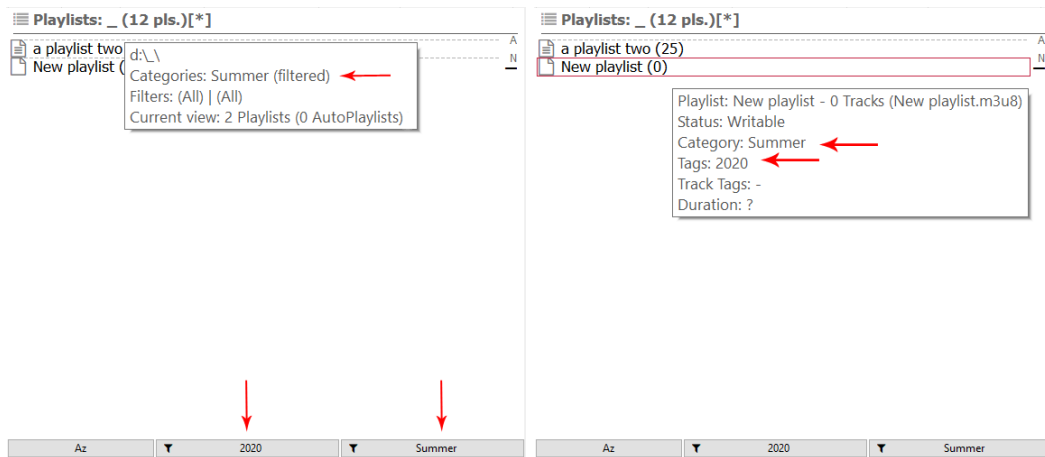 Playlists: _ (12 pls.)[*]
A
a playlist two
N
New playlist (
d:\_\
Categories: Summer (filtered)
Filters: (All) | (All)
Current view: 2 Playlists (0 AutoPlaylists)
Az
2020
Summer
Playlists: _ (12 pls.)[*]
A
a playlist two (25)
N
New playlist (0)
Playlist: New playlist - 0 Tracks (New playlist.m3u8)
Status: Writable
Category: Summer
Tags: 2020
Track Tags: -
Duration: ?
Az
2020
Summer